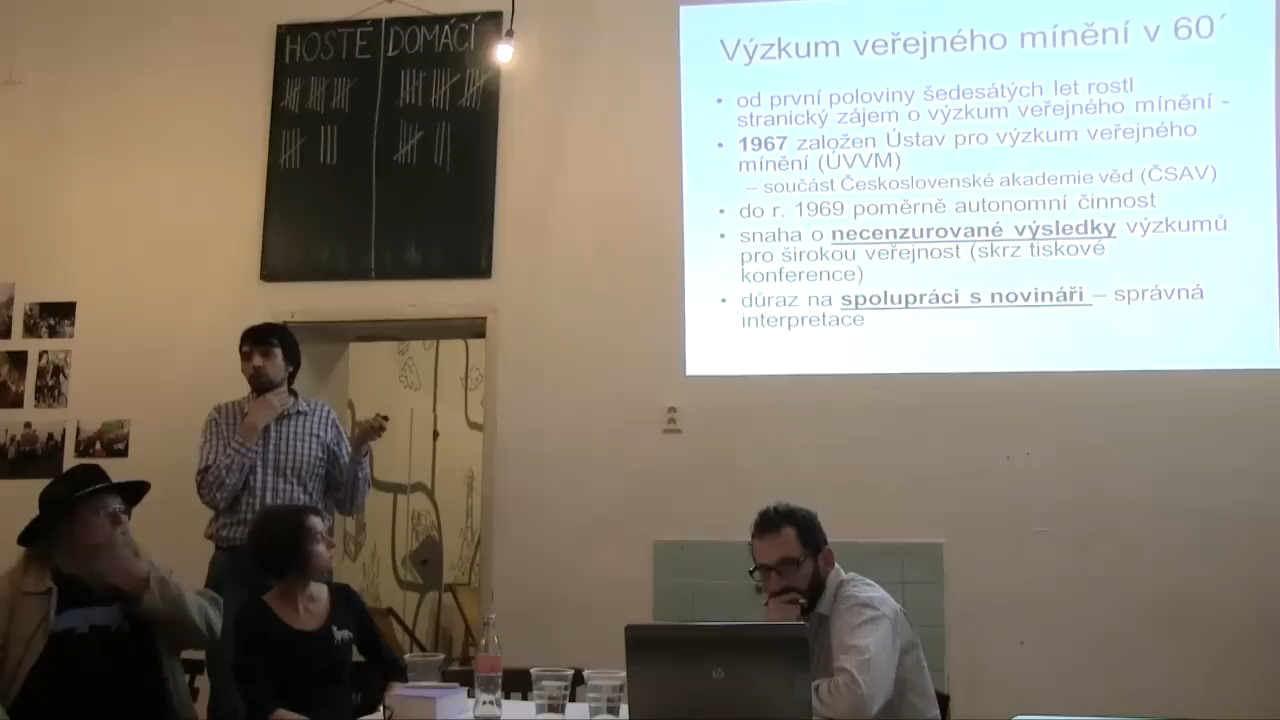 HOSTÉ DOMÁCÍ
Výzkum veřejného mínění v 60´
• od první poloviny šedesátých let rostl
stranický zájem o výzkum veřejného mínění -
• 1967 založen Ústav pro výzkum veřejného
mínění (ÚVVM)
– součást Československé akademie věd (ČSAV)
• do r. 1969 poměrně autonomní činnost
• snaha o necenzurované výsledky výzkumů
pro širokou veřejnost (skrz tiskové
konference)
• důraz na spolupráci s novináři – správná
interpretace
hp